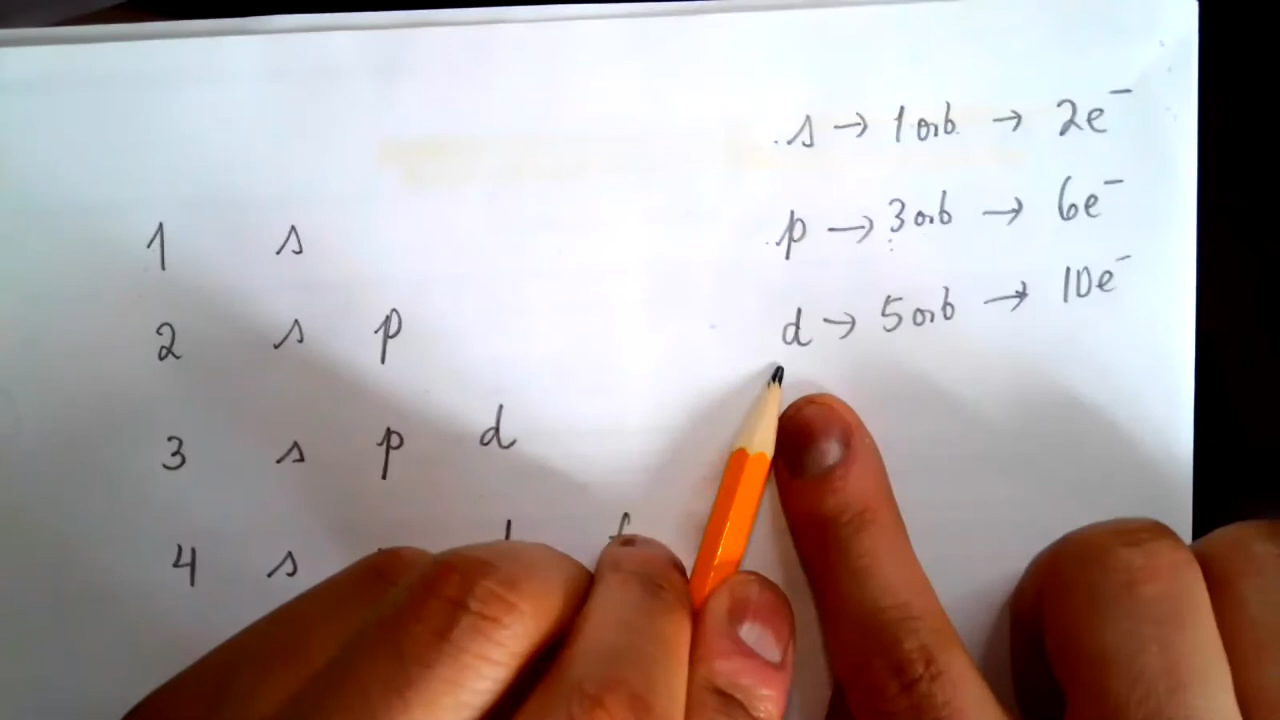 s → 1 orb → 2e⁻
p → 3 orb → 6e⁻
d → 5 orb → 10e⁻
1 s
2 s p
3 s p d
4 s f